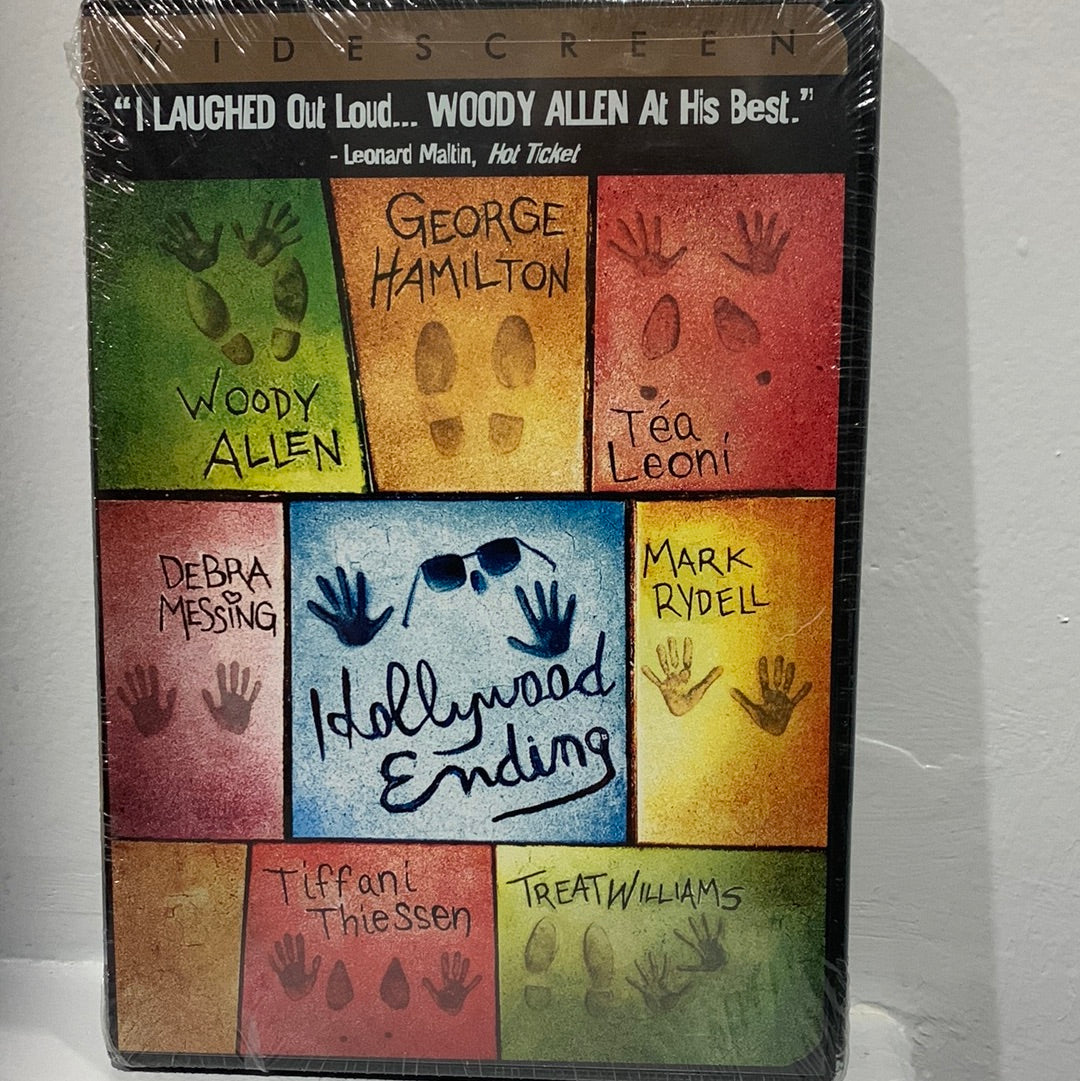 WIDESCREEN
"I LAUGHED Out Loud... WOODY ALLEN At His Best."
- Leonard Maltin, Hot Ticket
WOODY
ALLEN
GEORGE
HAMILTON
Téa
Leoni
DEBRA
MESSING
Hollywood
Ending
MARK
RYDELL
Tiffani
Thiessen
TREAT WILLIAMS